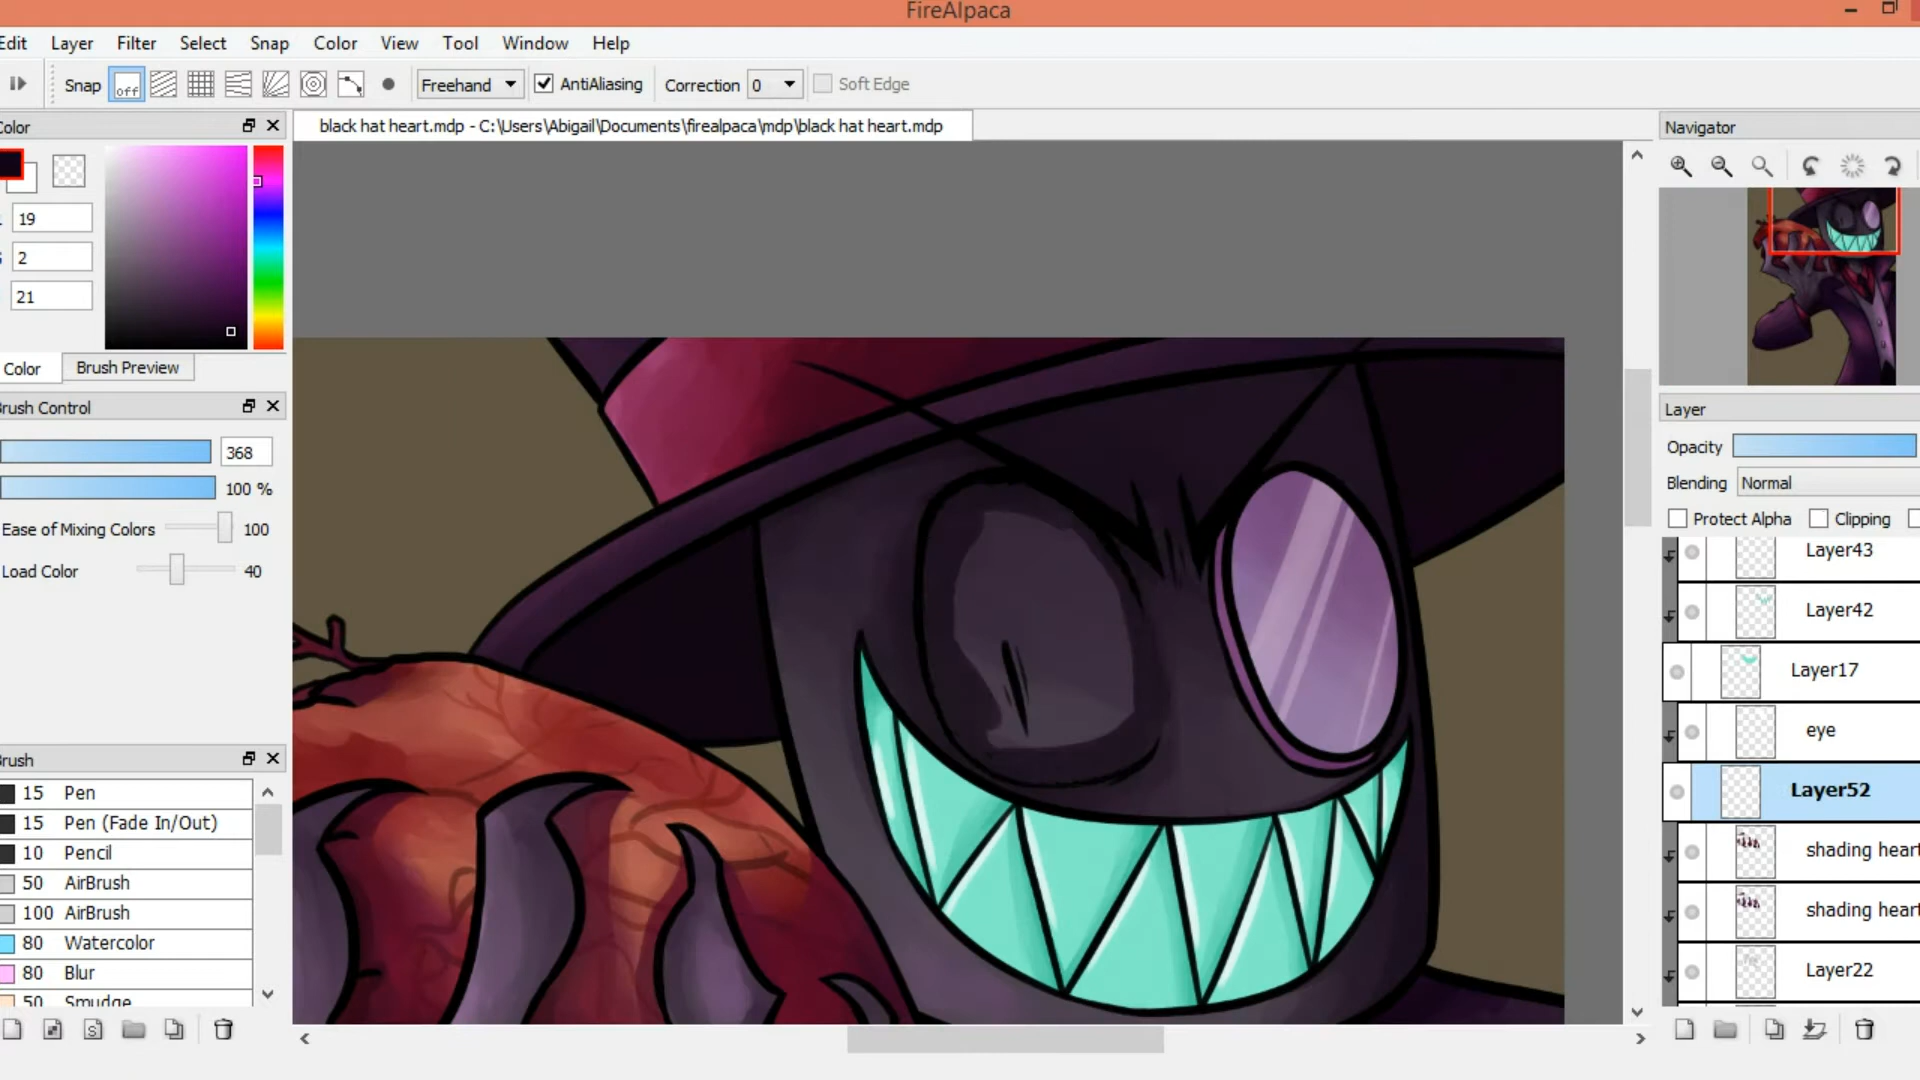 FireAlpaca
Edit Layer Filter Select Snap Color View Tool Window Help
Snap off Freehand AntiAliasing Correction 0 Soft Edge
Color
black hat heart.mdp - C:\Users\Abigail\Documents\firealpaca\mdp\black hat heart.mdp
Navigator
19
2
21
Color Brush Preview
Brush Control
368
100 %
Ease of Mixing Colors 100
Load Color 40
Brush
15 Pen
15 Pen (Fade In/Out)
10 Pencil
50 AirBrush
100 AirBrush
80 Watercolor
80 Blur
50 Smudge
S
Layer
Opacity
Blending Normal
Protect Alpha Clipping
Layer43
Layer42
Layer17
eye
Layer52
shading heart
shading heart
Layer22